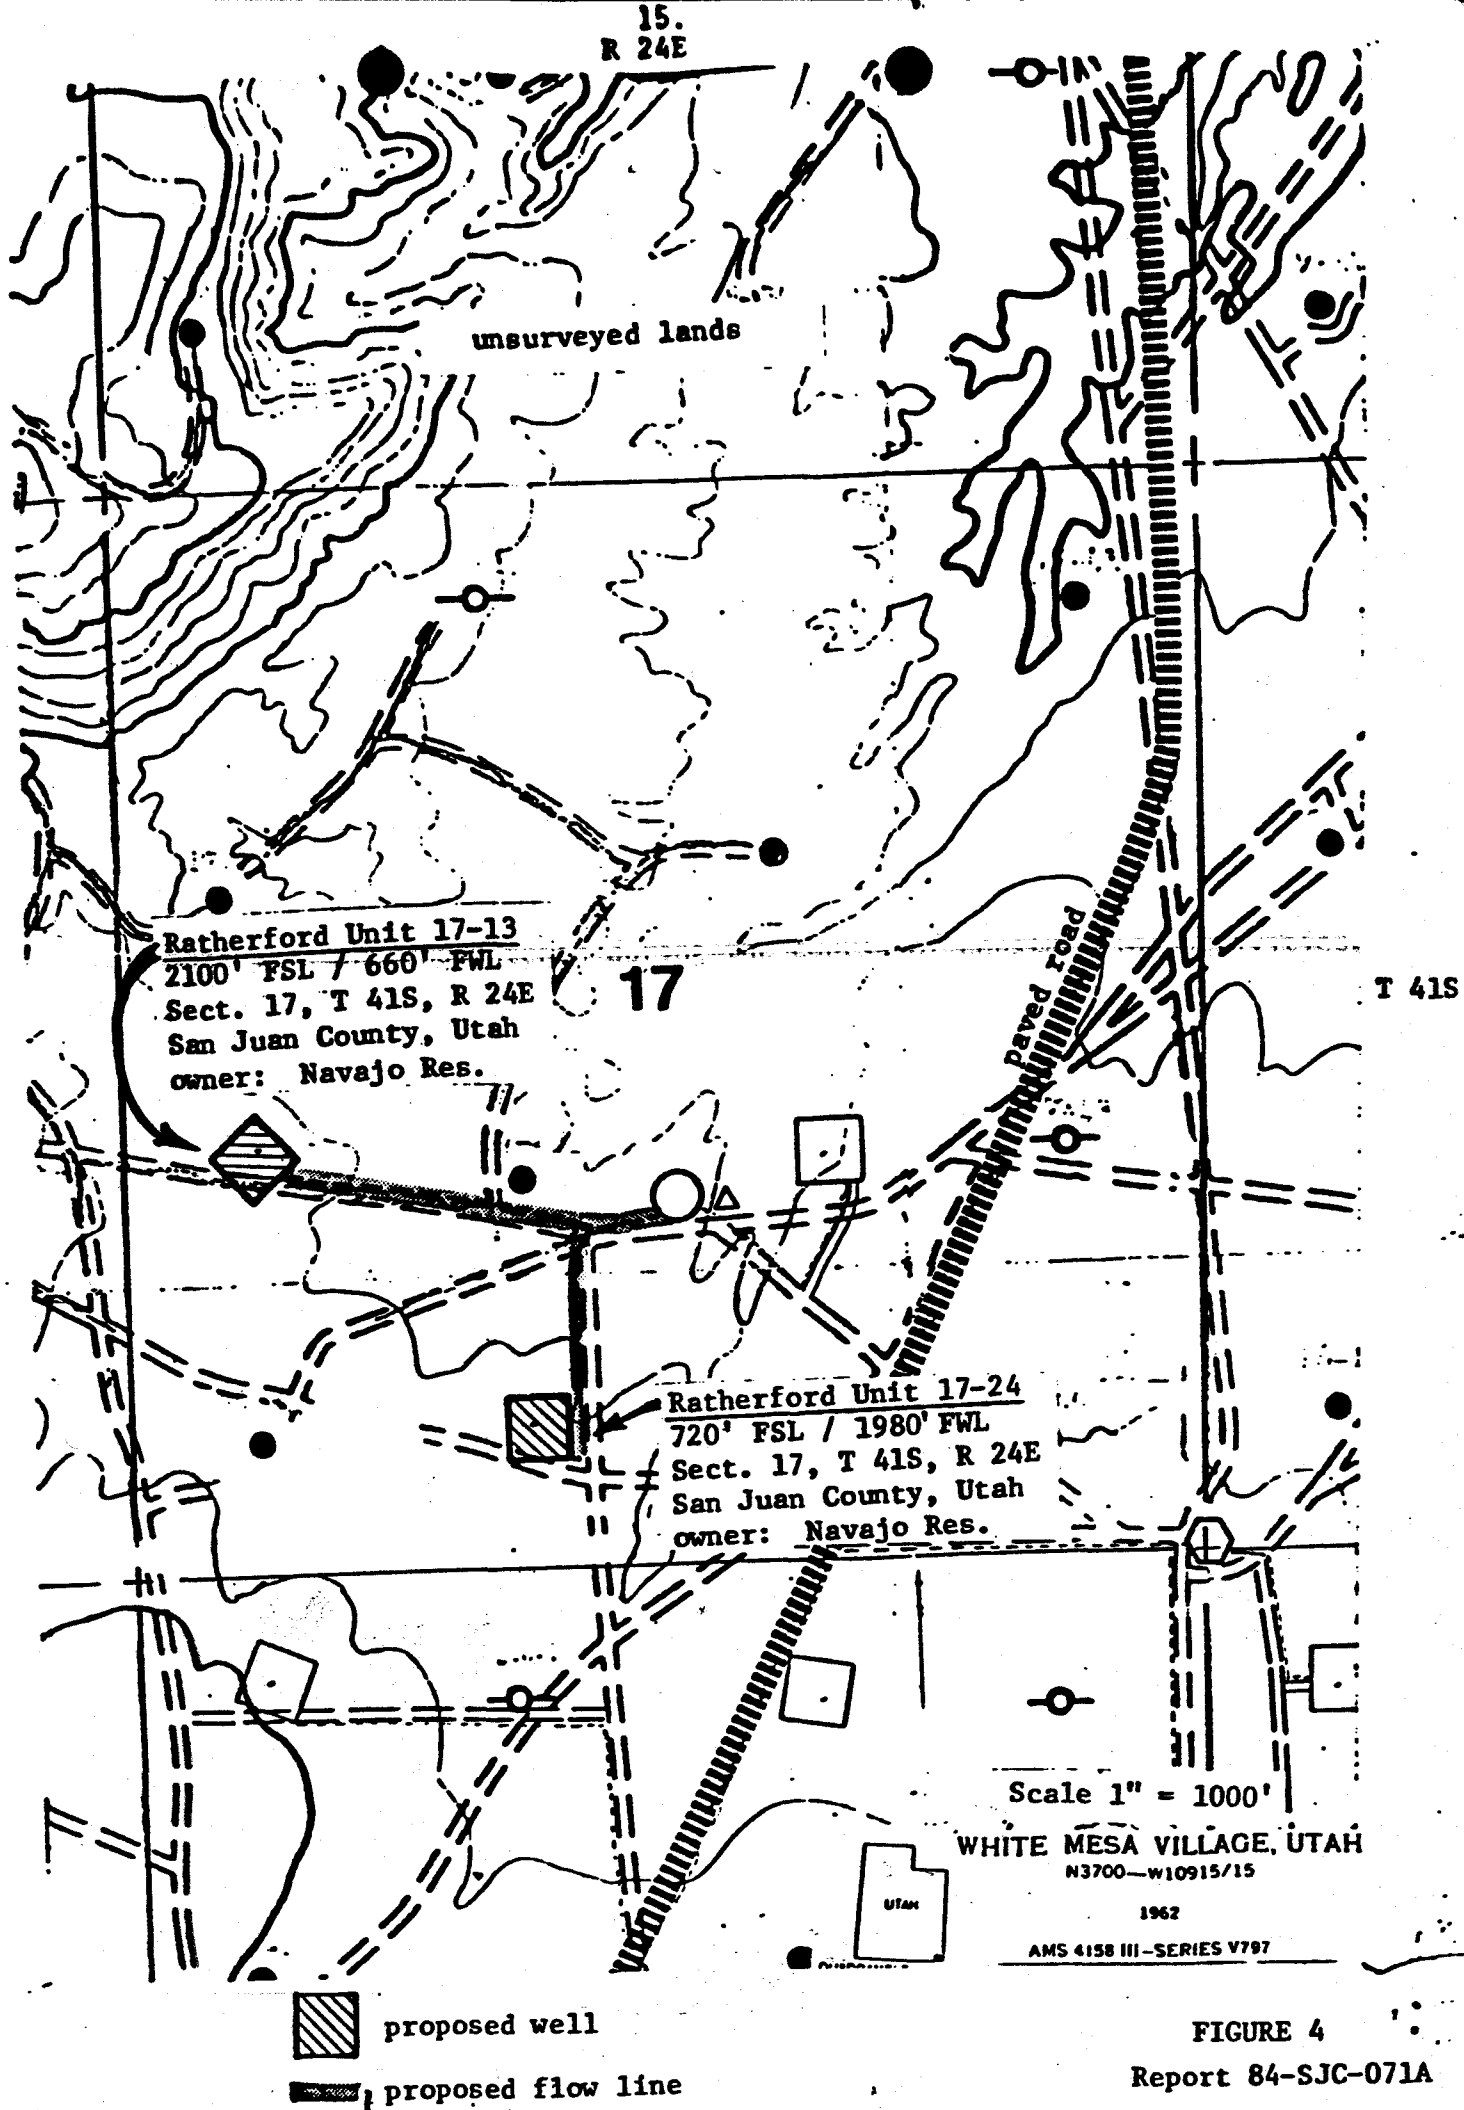 15.
R 24E
unsurveyed lands
Ratherford Unit 17-13
2100' FSL / 660' FWL
Sect. 17, T 41S, R 24E
San Juan County, Utah
owner: Navajo Res.
17
paved road
T 41S
Ratherford Unit 17-24
720' FSL / 1980' FWL
Sect. 17, T 41S, R 24E
San Juan County, Utah
owner: Navajo Res.
Scale 1" = 1000'
WHITE MESA VILLAGE, UTAH
N3700—W10915/15
1962
AMS 4158 III-SERIES V797
UTAH
proposed well
proposed flow line
FIGURE 4
Report 84-SJC-071A